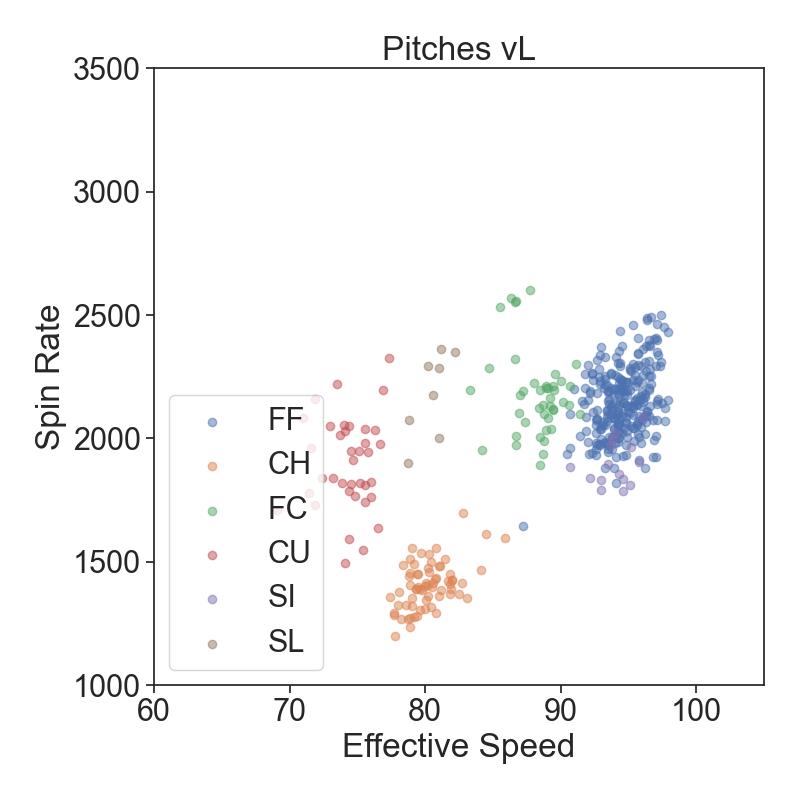 Pitches vL
3500
3000
2500
2000
1500
1000
Spin Rate
FF
CH
FC
CU
SI
SL
60 70 80 90 100
Effective Speed